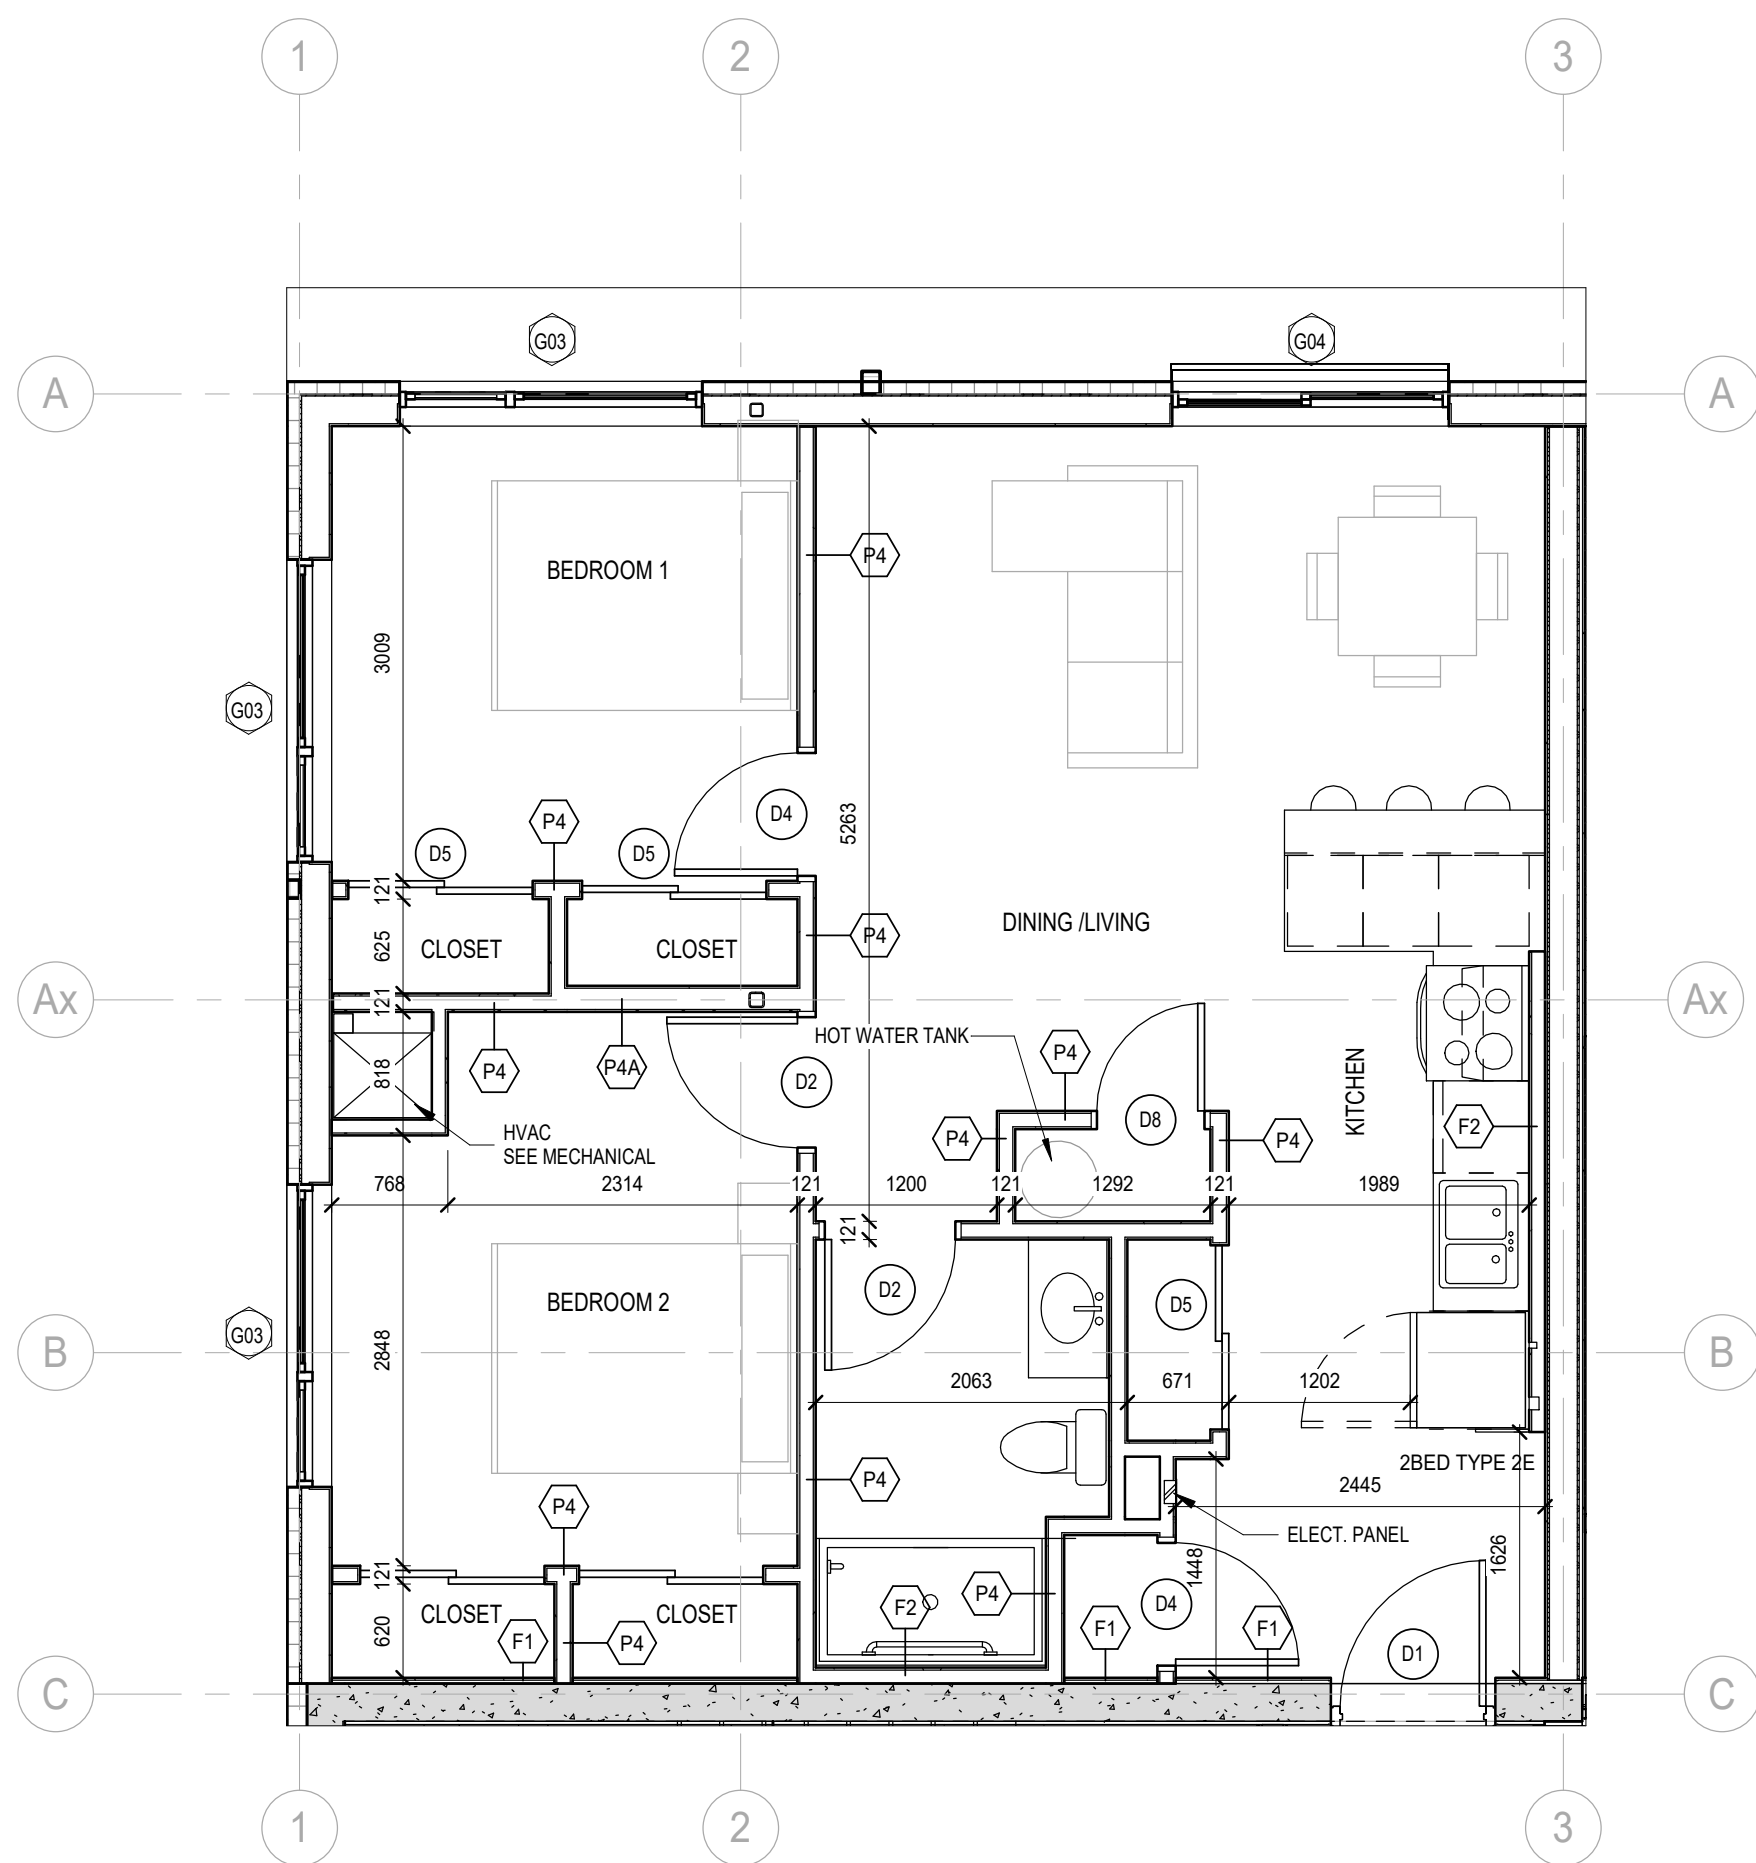 1
2
3
G03
G04
A
A
P4
BEDROOM 1
3009
G03
P4
D4
5263
D5
D5
121
P4
DINING /LIVING
CLOSET
CLOSET
625
Ax
121
Ax
HOT WATER TANK
P4
P4
P4A
818
D2
KITCHEN
D8
F2
HVAC
SEE MECHANICAL
P4
P4
768
2314
121
1200
121
1292
121
1989
121
D2
BEDROOM 2
D5
G03
2848
B
B
2063
671
1202
2BED TYPE 2E
P4
2445
P4
ELECT. PANEL
1448
1626
121
P4
F2
D4
CLOSET
CLOSET
620
F1
P4
F1
F1
D1
C
C
1
2
3